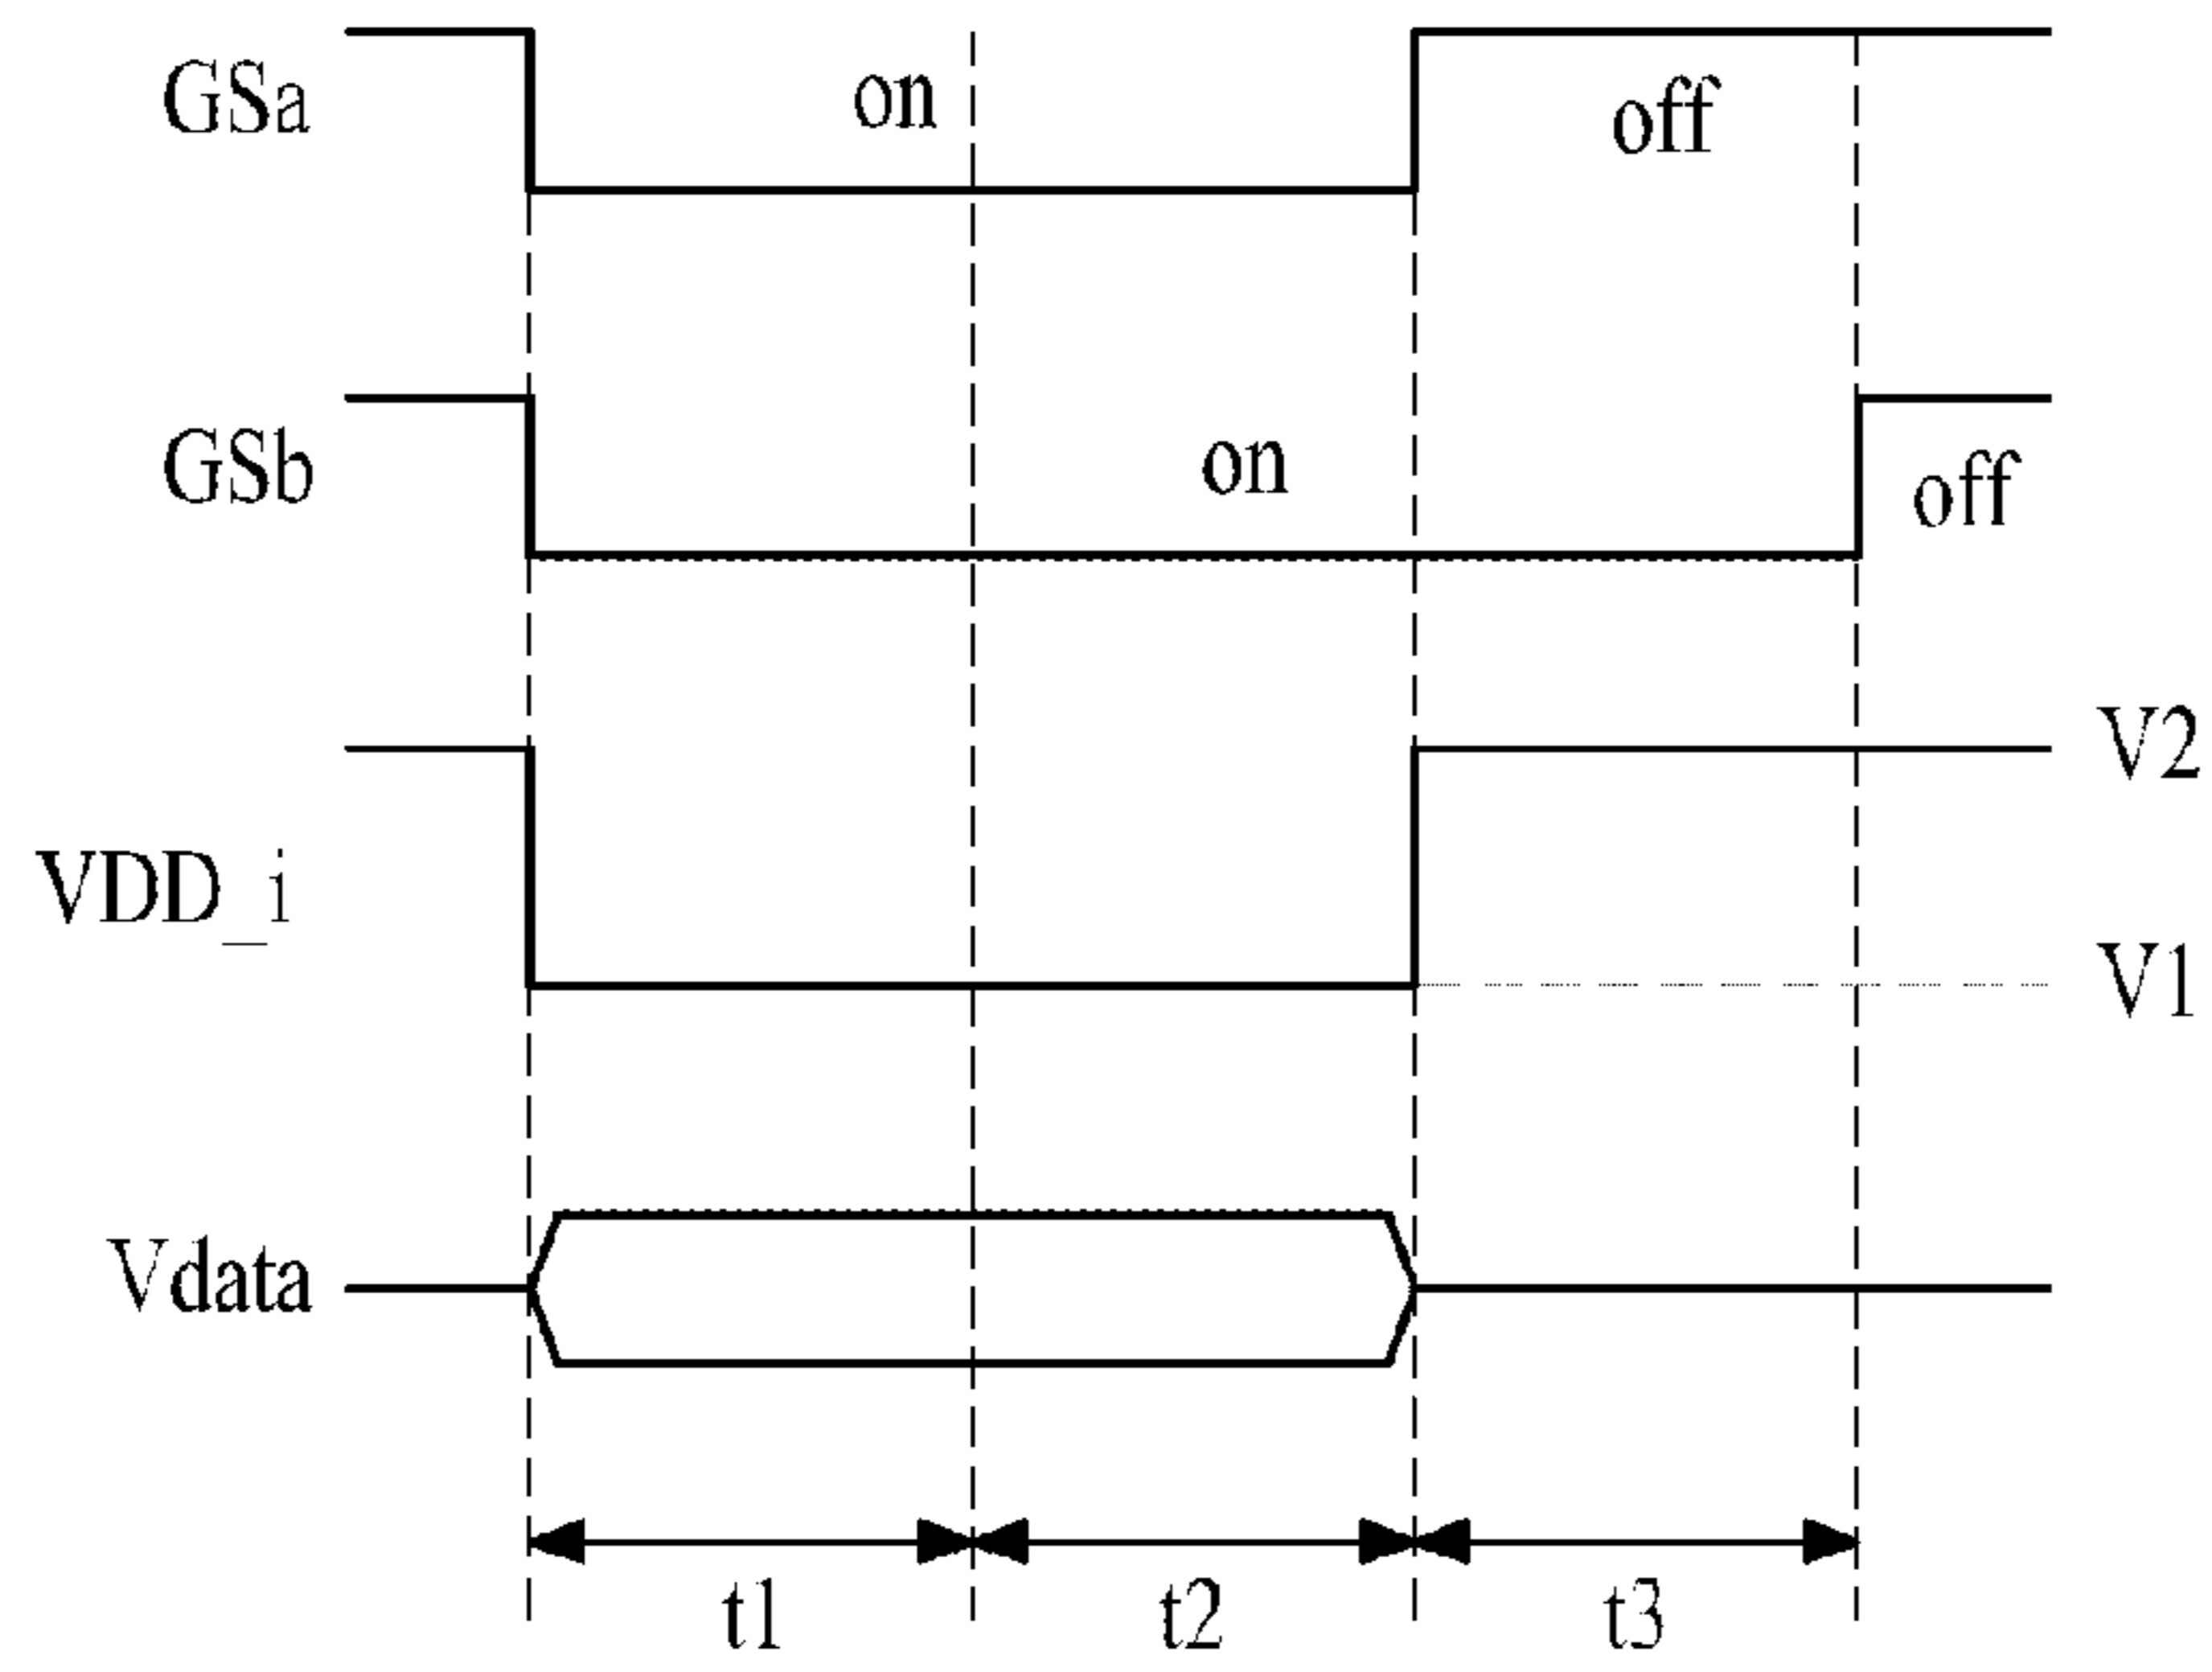 GSa on off
GSb on off
V2
VDD_i
V1
Vdata
t1 t2 t3